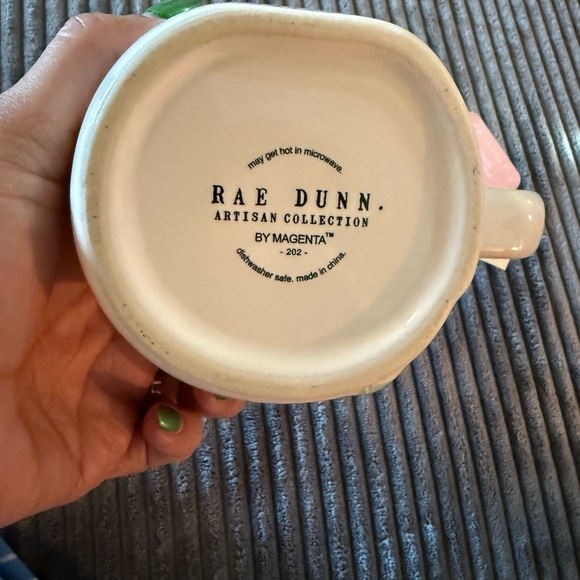 may get hot in microwave.
RAE DUNN.
ARTISAN COLLECTION
BY MAGENTA™
- 202 -
dishwasher safe. made in china.